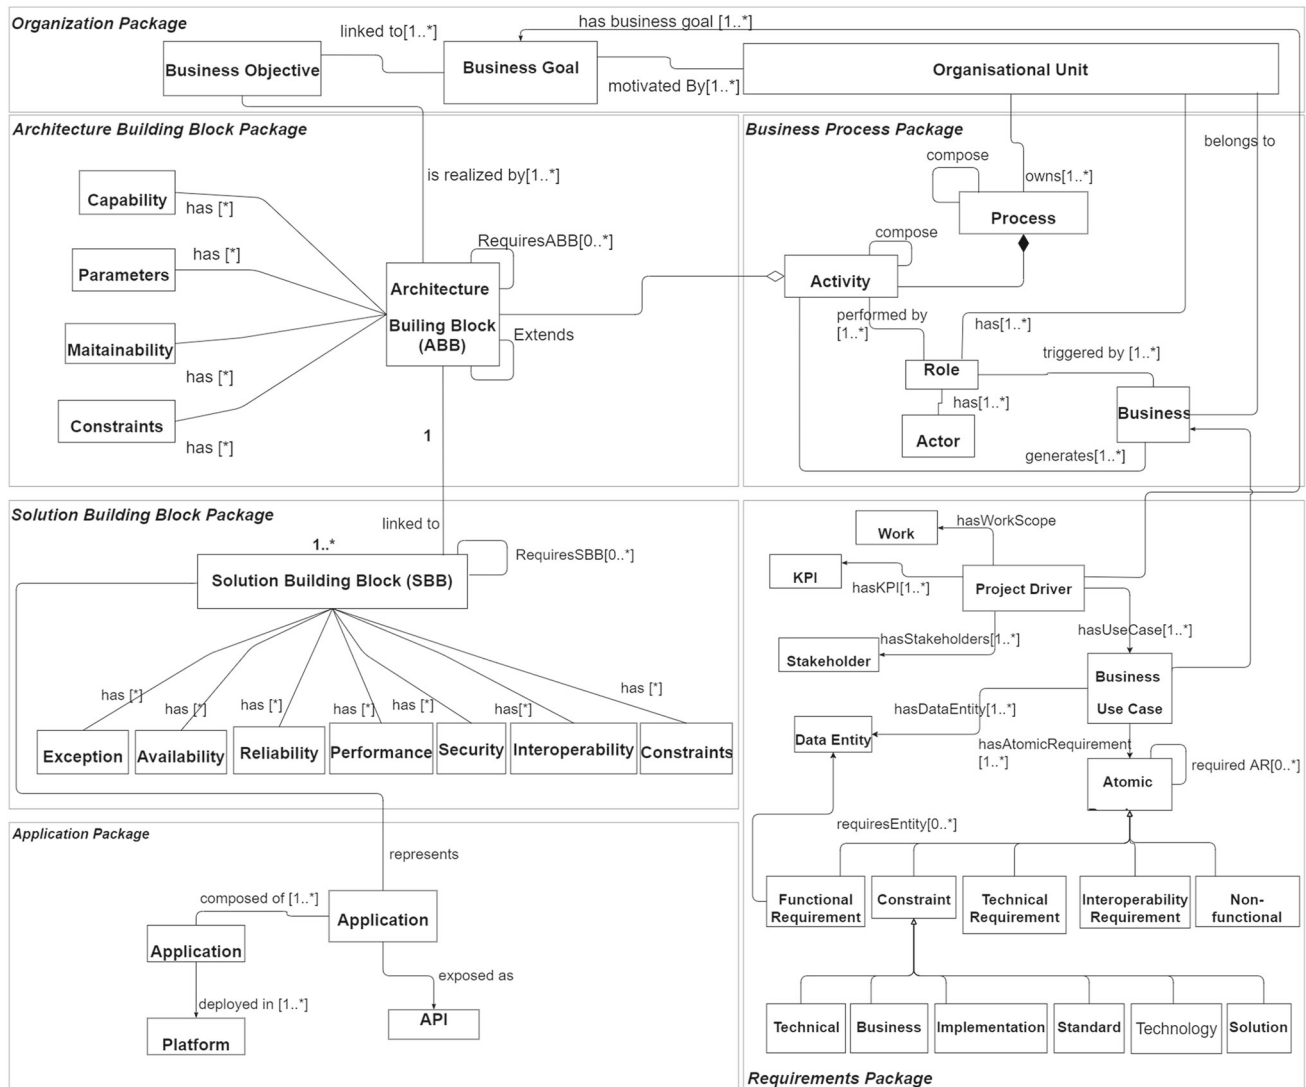 Organization Package
linked to[1..*]
has business goal [1..*]
Business Objective
Business Goal
motivated By[1..*]
Organisational Unit
Architecture Building Block Package
is realized by[1..*]
Capability
has [*]
Parameters
has [*]
Maitainability
has [*]
Constraints
has [*]
RequiresABB[0..*]
Architecture
Builing Block
(ABB)
Extends
1
Business Process Package
belongs to
compose
owns[1..*]
Process
compose
Activity
performed by
[1..*]
has[1..*]
Role
triggered by [1..*]
has[1..*]
Actor
Business
generates[1..*]
Solution Building Block Package
linked to
1..*
Solution Building Block (SBB)
RequiresSBB[0..*]
has [*]
has [*]
has [*]
has [*]
has [*]
has[*]
has [*]
Exception
Availability
Reliability
Performance
Security
Interoperability
Constraints
Application Package
represents
composed of [1..*]
Application
Application
deployed in [1..*]
exposed as
Platform
API
Work
hasWorkScope
KPI
hasKPI[1..*]
Project Driver
hasStakeholders[1..*]
Stakeholder
hasUseCase[1..*]
Business
Use Case
hasDataEntity[1..*]
Data Entity
hasAtomicRequirement
[1..*]
Atomic
required AR[0..*]
requiresEntity[0..*]
Functional
Requirement
Constraint
Technical
Requirement
Interoperability
Requirement
Non-
functional
Technical
Business
Implementation
Standard
Technology
Solution
Requirements Package